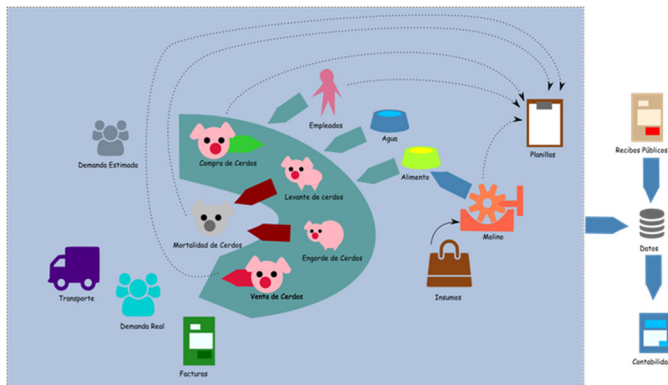 Empleados
Agua
Planillas
Recibos Públicos
Demanda Estimada
Compra de Cerdos
Alimento
Levante de cerdos
Mortalidad de Cerdos
Molino
Datos
Engorde de Cerdos
Transporte
Venta de Cerdos
Insumos
Demanda Real
Facturas
Contabilida